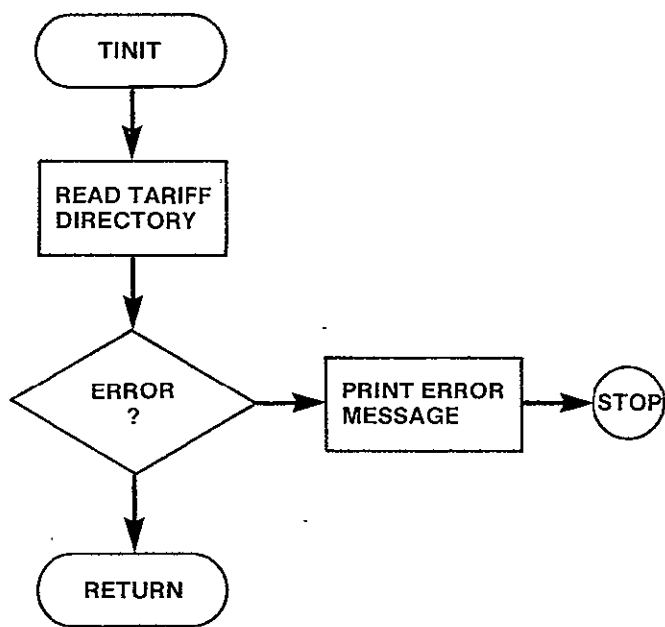 TINIT
READ TARIFF
DIRECTORY
ERROR
?
PRINT ERROR
MESSAGE
STOP
RETURN